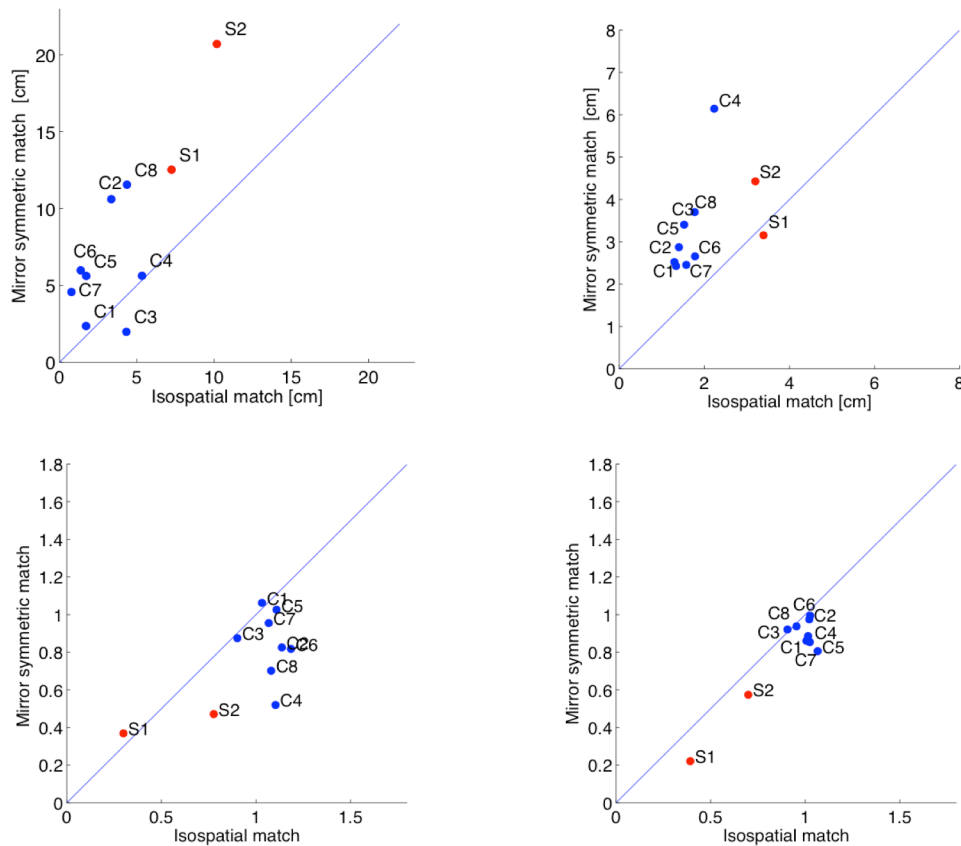 20
15
10
5
0
Mirror symmetric match [cm]
S2
S1
C8
C2
C6
C5
C4
C7
C1
C3
0
5
10
15
20
Isospatial match [cm]
8
7
6
5
4
3
2
1
0
Mirror symmetric match [cm]
C4
S2
C8
C3
S1
C5
C2
C6
C1
C7
0
2
4
6
8
Isospatial match [cm]
1.8
1.6
1.4
1.2
1
0.8
0.6
0.4
0.2
0
Mirror symmetric match
C1
C5
C7
C3
C2
C6
C8
C4
S2
S1
0
0.5
1
1.5
Isospatial match
1.8
1.6
1.4
1.2
1
0.8
0.6
0.4
0.2
0
Mirror symmetric match
C6
C8
C2
C3
C4
C1
C5
C7
S2
S1
0
0.5
1
1.5
Isospatial match